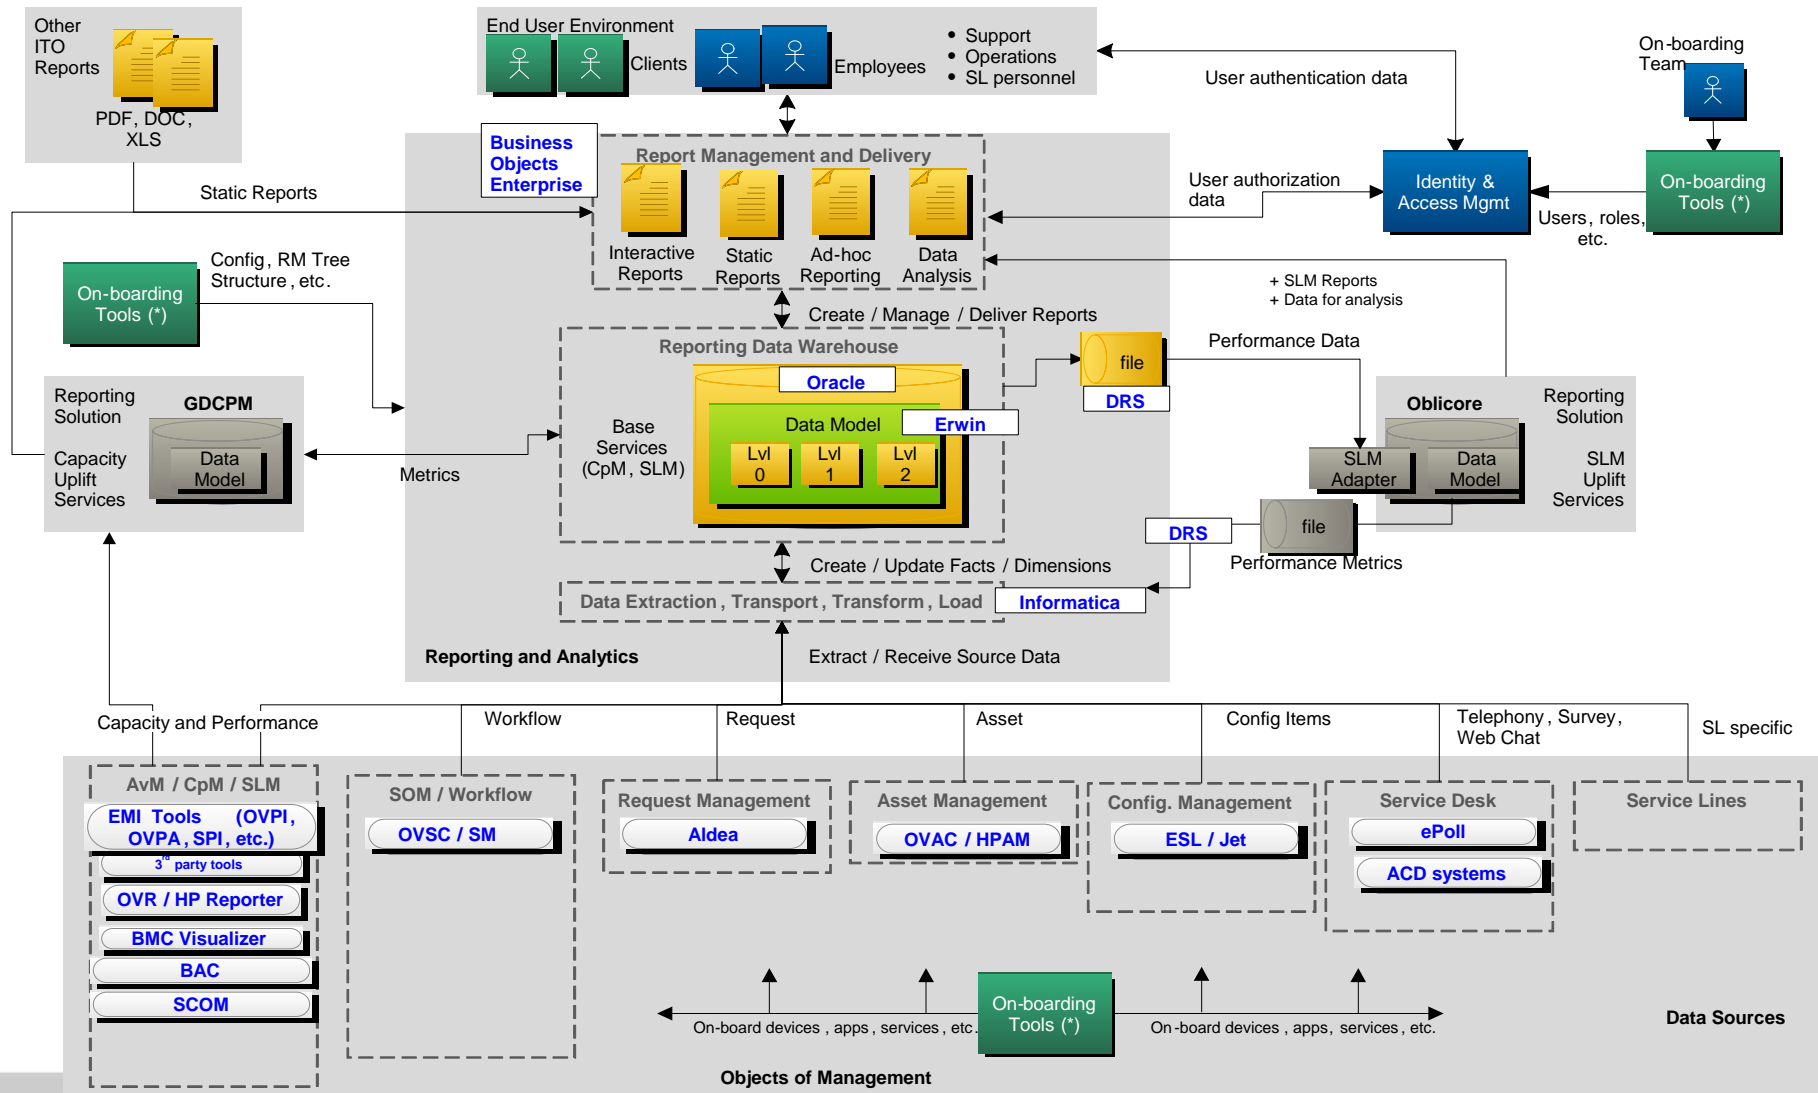 Other
ITO
Reports
PDF, DOC,
XLS
End User Environment
Clients
Employees
• Support
• Operations
• SL personnel
User authentication data
On-boarding
Team
Business
Objects
Enterprise
Report Management and Delivery
Interactive
Reports
Static
Reports
Ad-hoc
Reporting
Data
Analysis
Static Reports
User authorization
data
Identity &
Access Mgmt
Users, roles,
etc.
On-boarding
Tools (*)
Config, RM Tree
Structure, etc.
On-boarding
Tools (*)
+ SLM Reports
+ Data for analysis
Create / Manage / Deliver Reports
Reporting Data Warehouse
Oracle
Base
Services
(CpM, SLM)
Data Model
Erwin
Lvl
0
Lvl
1
Lvl
2
file
DRS
Performance Data
Reporting
Solution
GDCPM
Capacity
Uplift
Services
Data
Model
Metrics
Oblicore
Reporting
Solution
SLM
Adapter
Data
Model
SLM
Uplift
Services
DRS
file
Performance Metrics
Create / Update Facts / Dimensions
Data Extraction, Transport, Transform, Load
Informatica
Reporting and Analytics
Extract / Receive Source Data
Capacity and Performance
Workflow
Request
Asset
Config Items
Telephony, Survey,
Web Chat
SL specific
AvM / CpM / SLM
EMI Tools (OVPI,
OVPA, SPI, etc.)
3rd party tools
OVR / HP Reporter
BMC Visualizer
BAC
SCOM
SOM / Workflow
OVSC / SM
Request Management
Aldea
Asset Management
OVAC / HPAM
Config. Management
ESL / Jet
Service Desk
ePoll
ACD systems
Service Lines
On-board devices, apps, services, etc.
On-boarding
Tools (*)
On-board devices, apps, services, etc.
Data Sources
Objects of Management